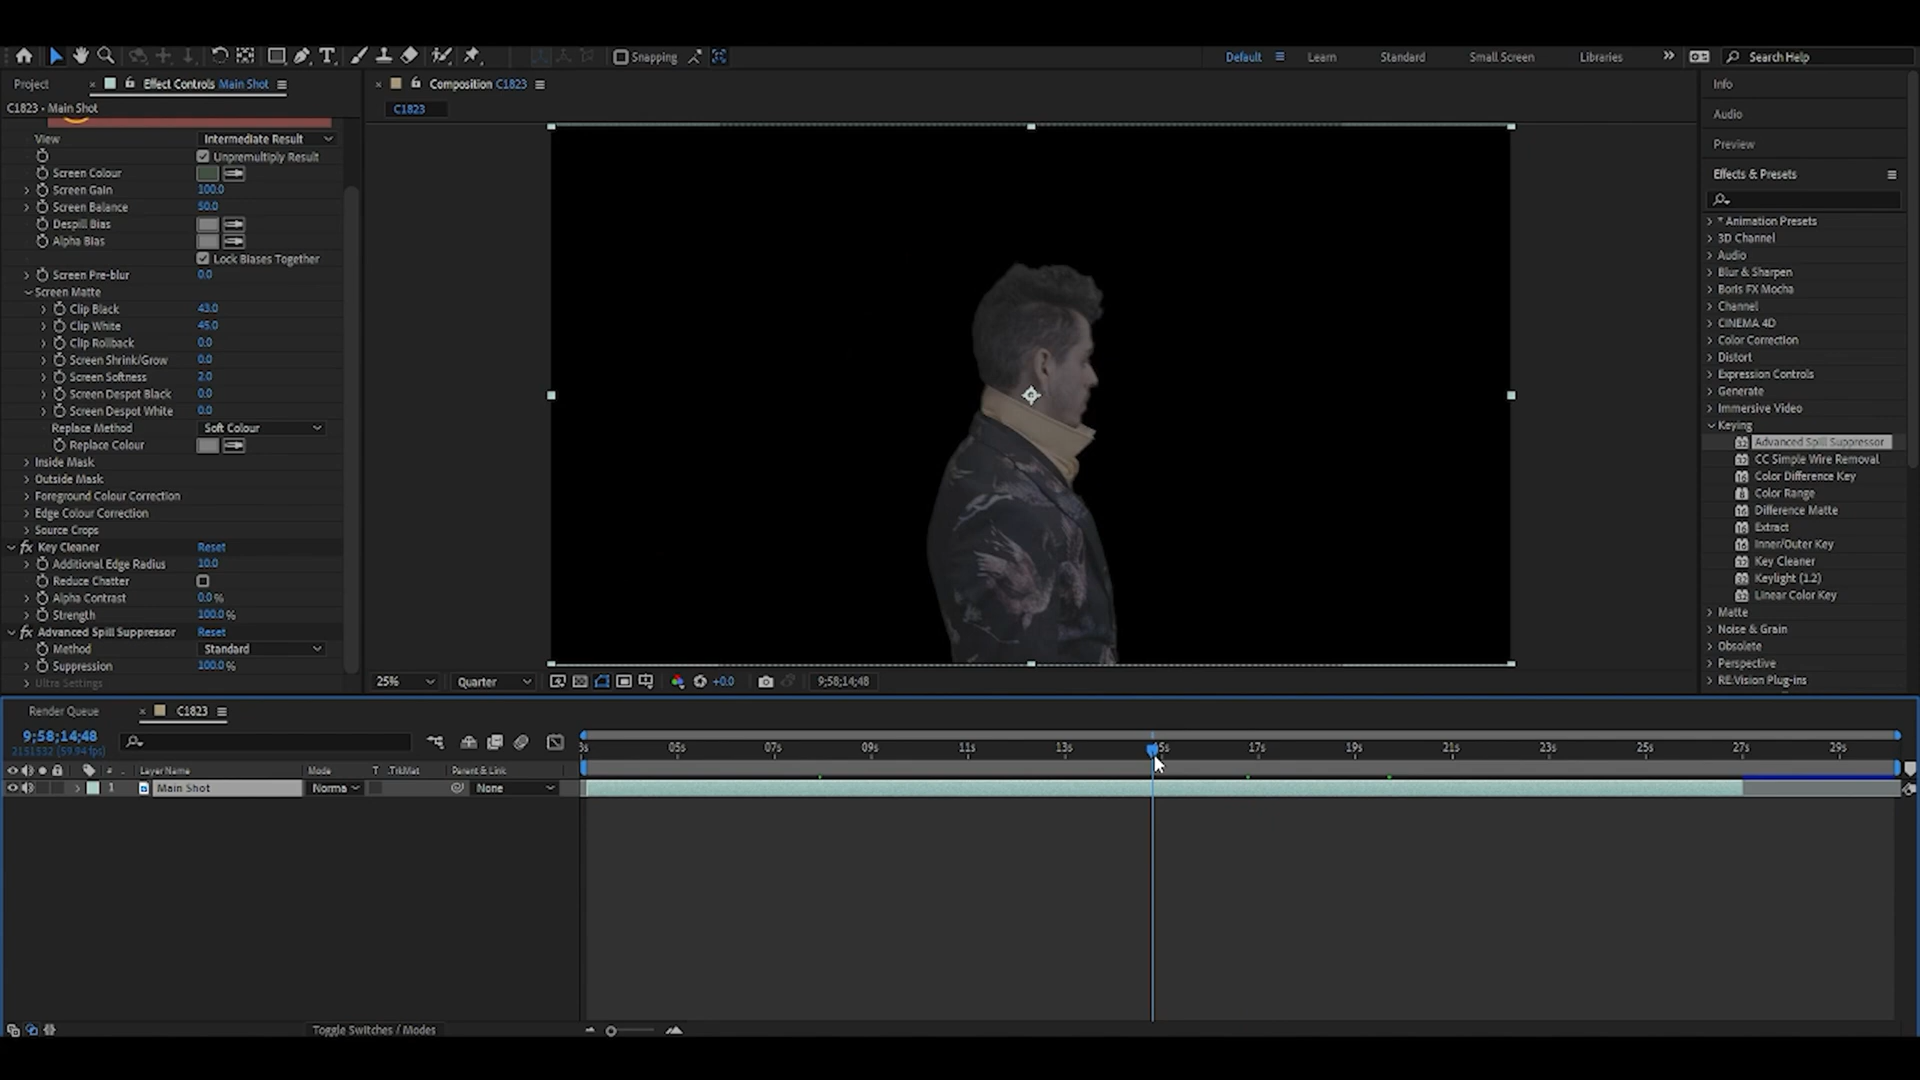 Snapping
Default
Learn
Standard
Small Screen
Libraries
Search Help
Project
Effect Controls Main Shot
Composition C1823
Info
C1823 • Main Shot
C1823
Audio
View
Intermediate Result
Preview
Unpremultiply Result
Screen Colour
Effects & Presets
Screen Gain
100.0
Screen Balance
50.0
Despill Bias
* Animation Presets
Alpha Bias
3D Channel
Lock Biases Together
Audio
Screen Pre-blur
0.0
Blur & Sharpen
Screen Matte
Boris FX Mocha
Clip Black
43.0
Channel
Clip White
45.0
CINEMA 4D
Clip Rollback
0.0
Color Correction
Screen Shrink/Grow
0.0
Distort
Screen Softness
2.0
Expression Controls
Screen Despot Black
0.0
Generate
Screen Despot White
0.0
Immersive Video
Replace Method
Soft Colour
Keying
Replace Colour
Advanced Spill Suppressor
Inside Mask
CC Simple Wire Removal
Outside Mask
Color Difference Key
Foreground Colour Correction
Color Range
Edge Colour Correction
Difference Matte
Source Crops
Extract
fx Key Cleaner
Reset
Inner/Outer Key
Additional Edge Radius
10.0
Key Cleaner
Reduce Chatter
Keylight (1.2)
Alpha Contrast
0.0 %
Linear Color Key
Strength
100.0 %
Matte
fx Advanced Spill Suppressor
Reset
Noise & Grain
Method
Standard
Obsolete
Suppression
100.0 %
Perspective
Ultra Settings
25%
Quarter
+0.0
9;58;14;48
RE:Vision Plug-ins
Render Queue
C1823
9;58;14;48
2151532 (59.94 fps)
3s
05s
07s
09s
11s
13s
15s
17s
19s
21s
23s
25s
27s
29s
#
Layer Name
Mode
T
.TrkMat
Parent & Link
1
Main Shot
Norma
None
Toggle Switches / Modes